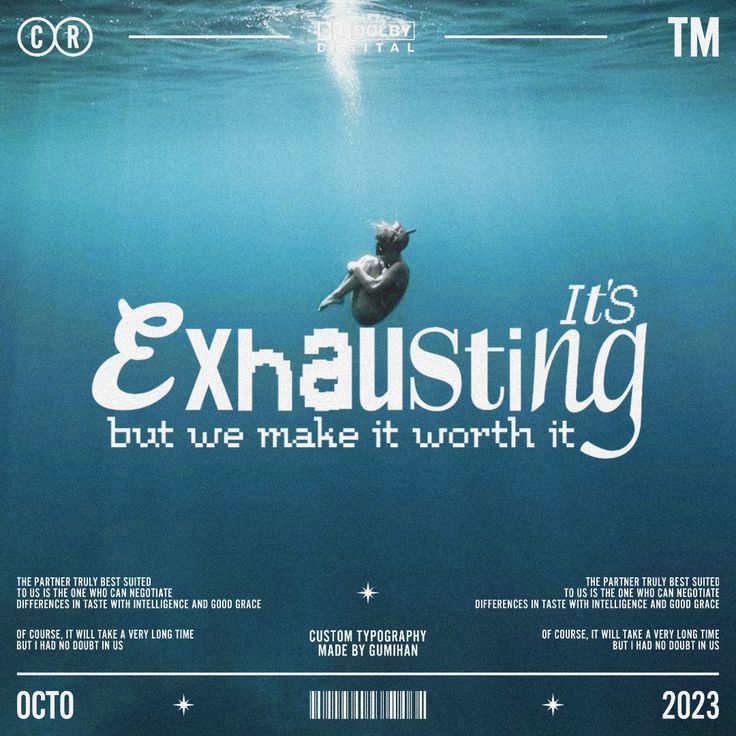 C R
DOLBY
DIGITAL
TM
It's
Exhausting
but we make it worth it
THE PARTNER TRULY BEST SUITED
TO US IS THE ONE WHO CAN NEGOTIATE
DIFFERENCES IN TASTE WITH INTELLIGENCE AND GOOD GRACE
OF COURSE, IT WILL TAKE A VERY LONG TIME
BUT I HAD NO DOUBT IN US
CUSTOM TYPOGRAPHY
MADE BY GUMIHAN
THE PARTNER TRULY BEST SUITED
TO US IS THE ONE WHO CAN NEGOTIATE
DIFFERENCES IN TASTE WITH INTELLIGENCE AND GOOD GRACE
OF COURSE, IT WILL TAKE A VERY LONG TIME
BUT I HAD NO DOUBT IN US
OCTO
2023